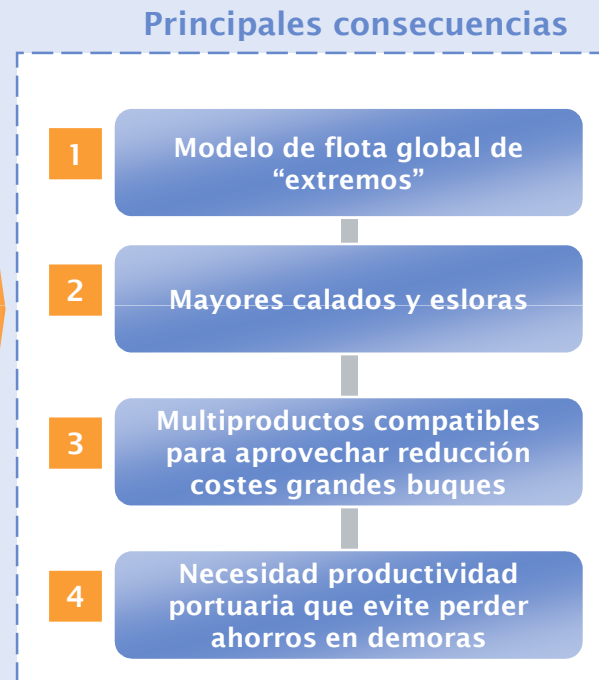 Principales consecuencias
1
Modelo de flota global de
“extremos”
2
Mayores calados y esloras
3
Multiproductos compatibles
para aprovechar reducción
costes grandes buques
4
Necesidad productividad
portuaria que evite perder
ahorros en demoras